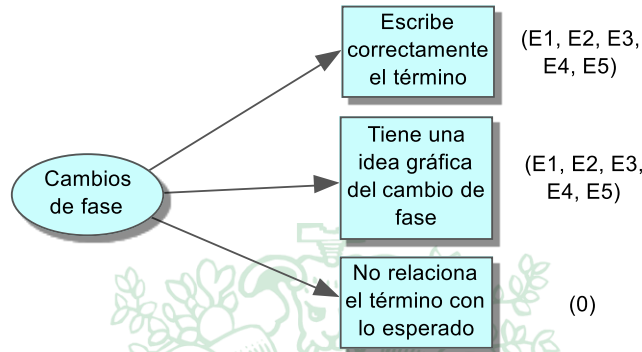 Escribe
correctamente
el término
(E1, E2, E3,
E4, E5)
Cambios
de fase
Tiene una
idea gráfica
del cambio de
fase
(E1, E2, E3,
E4, E5)
No relaciona
el término con
lo esperado
(0)